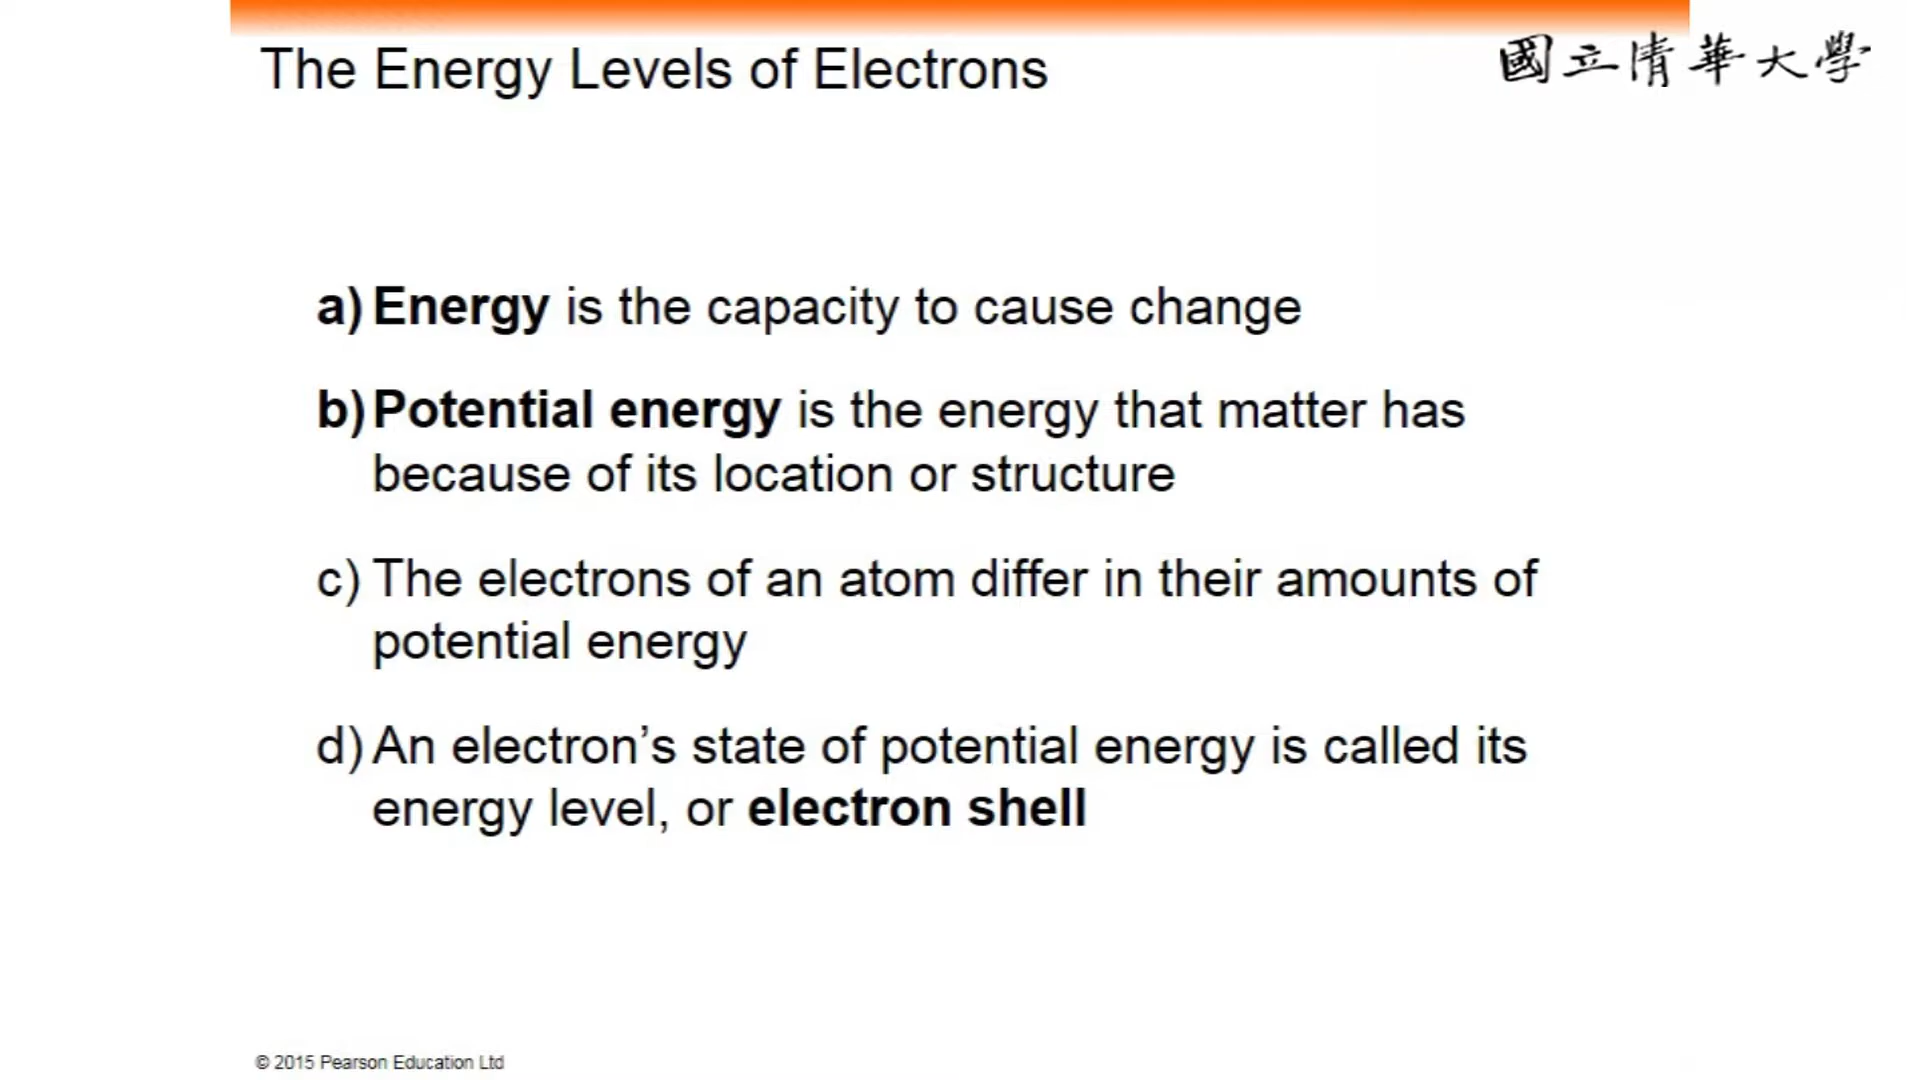 The Energy Levels of Electrons
國立清華大學
a) Energy is the capacity to cause change
b) Potential energy is the energy that matter has
because of its location or structure
c) The electrons of an atom differ in their amounts of
potential energy
d) An electron’s state of potential energy is called its
energy level, or electron shell
© 2015 Pearson Education Ltd